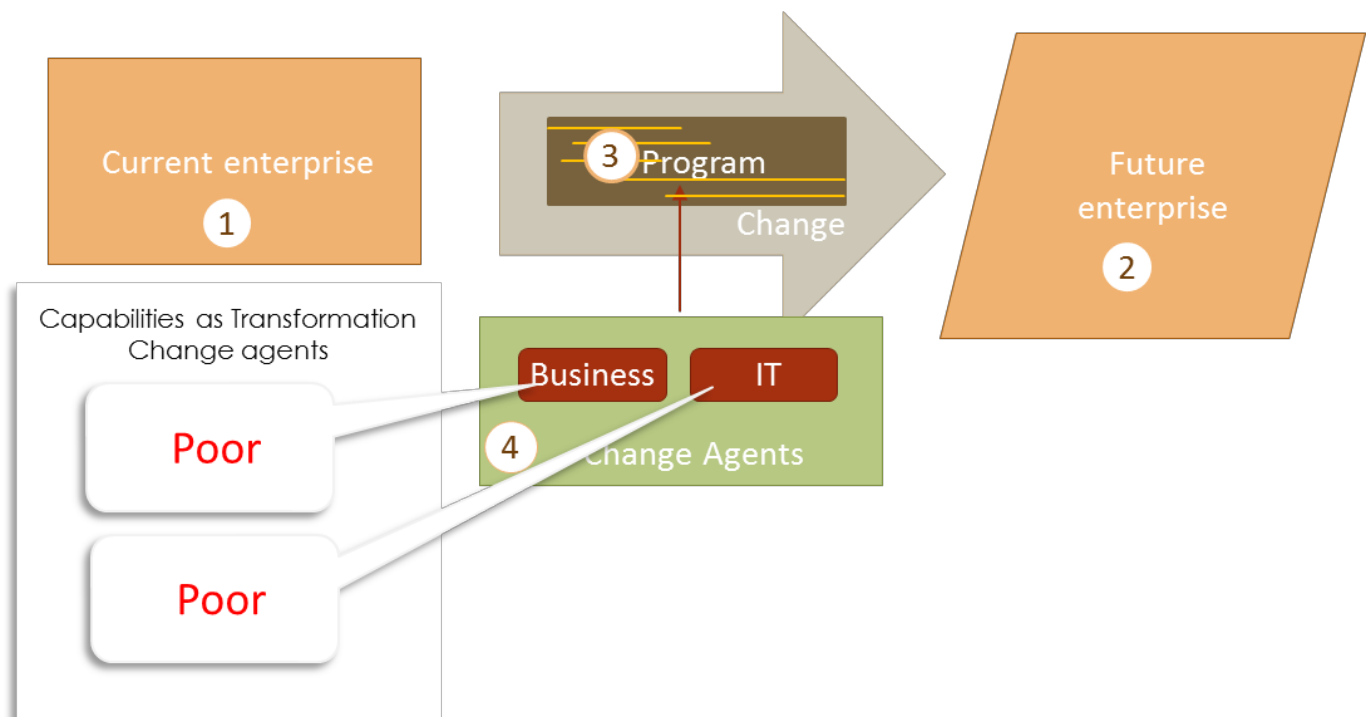 Current enterprise
1
3
Program
Change
Future
enterprise
2
Capabilities as Transformation
Change agents
Poor
Poor
Business
IT
4
Change Agents